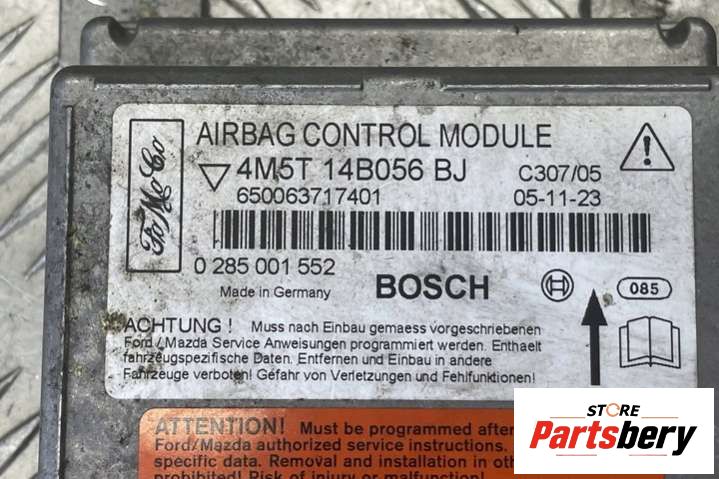 AIRBAG CONTROL MODULE
FoMoCo
4M5T 14B056 BJ
C307/05
650063717401
05-11-23
0 285 001 552
Made in Germany
BOSCH
085
ACHTUNG ! Muss nach Einbau gemaess vorgeschriebenen
Ford/Mazda Service Anweisungen programmiert werden. Enthaelt
fahrzeugspezifische Daten. Entfernen und Einbau in andere
Fahrzeuge verboten! Gefahr von Verletzungen und Fehlfunktionen!
ATTENTION! Must be programmed after
Ford/Mazda authorized service instructions.
specific data. Removal and installation in
prohibited! Risk of injury or malfunction!
STORE
Partsbery